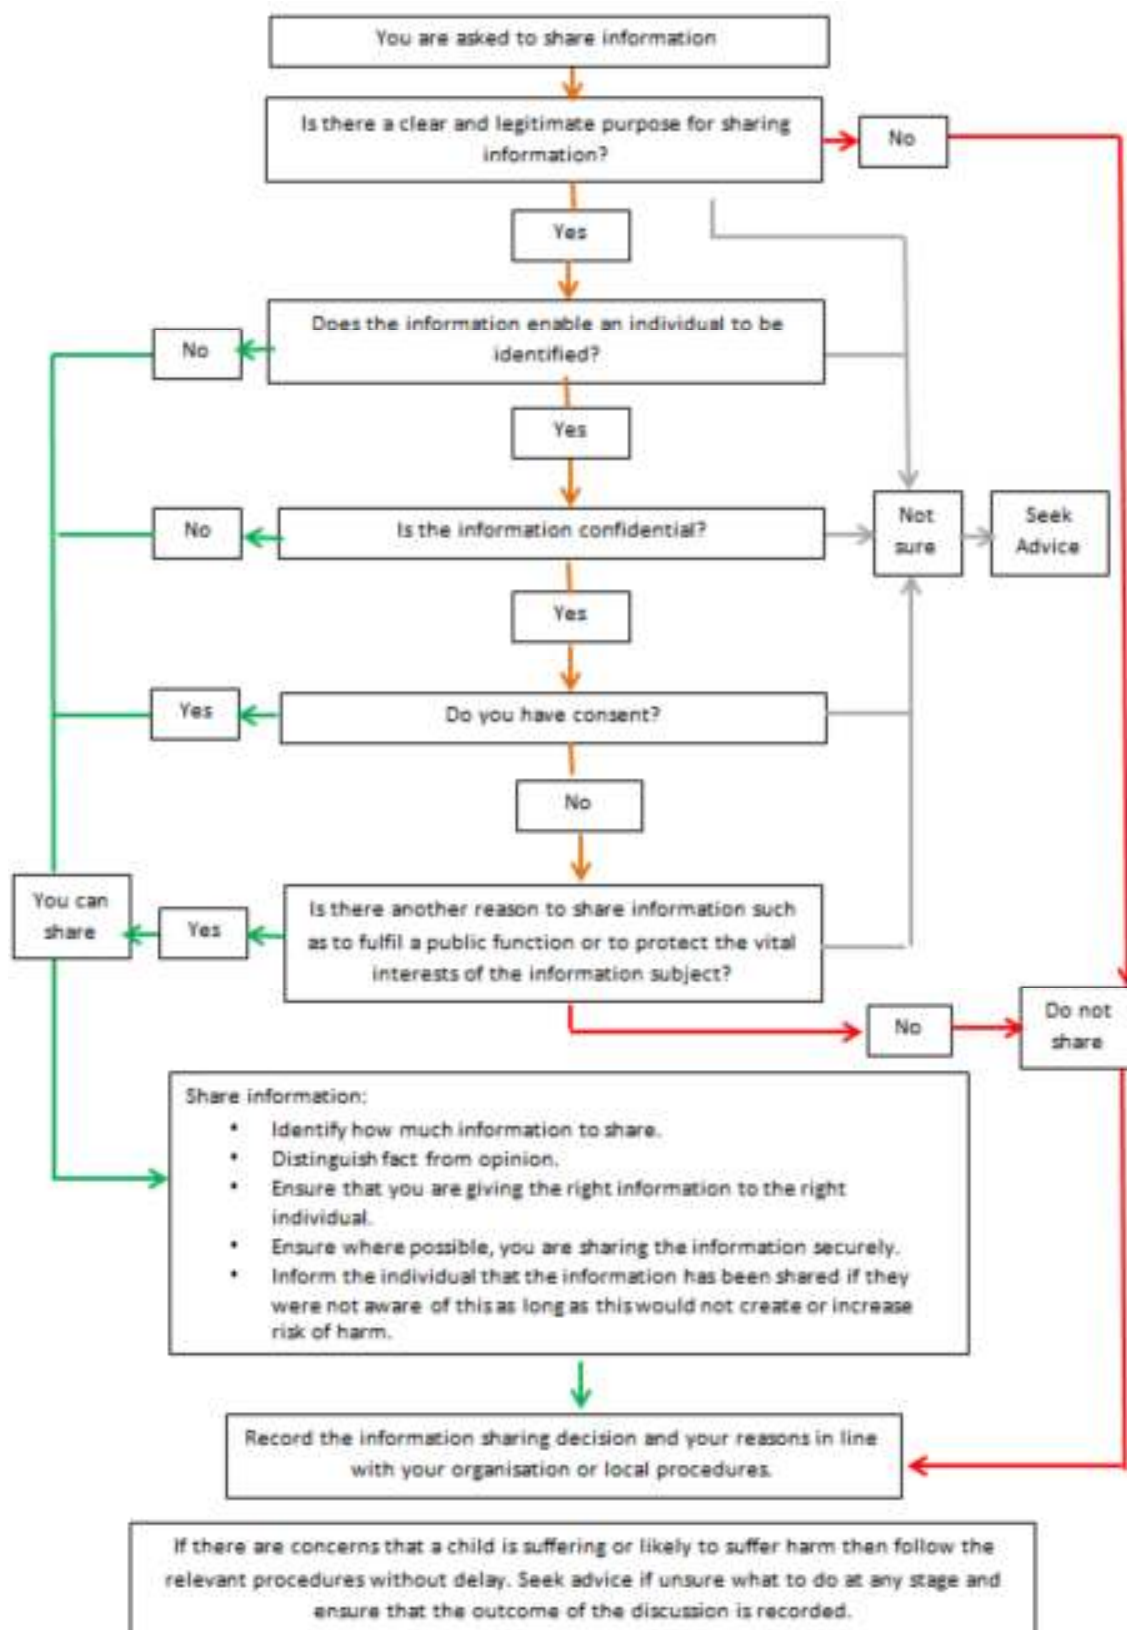 You are asked to share information
Is there a clear and legitimate purpose for sharing
information?
No
Yes
Does the information enable an individual to be
identified?
No
Yes
Is the information confidential?
No
Not
sure
Seek
Advice
Yes
Do you have consent?
Yes
No
Is there another reason to share information such
as to fulfil a public function or to protect the vital
interests of the information subject?
Yes
You can
share
No
Do not
share
Share information:
• Identify how much information to share.
• Distinguish fact from opinion.
• Ensure that you are giving the right information to the right
individual.
• Ensure where possible, you are sharing the information securely.
• Inform the individual that the information has been shared if they
were not aware of this as long as this would not create or increase
risk of harm.
Record the information sharing decision and your reasons in line
with your organisation or local procedures.
If there are concerns that a child is suffering or likely to suffer harm then follow the
relevant procedures without delay. Seek advice if unsure what to do at any stage and
ensure that the outcome of the discussion is recorded.